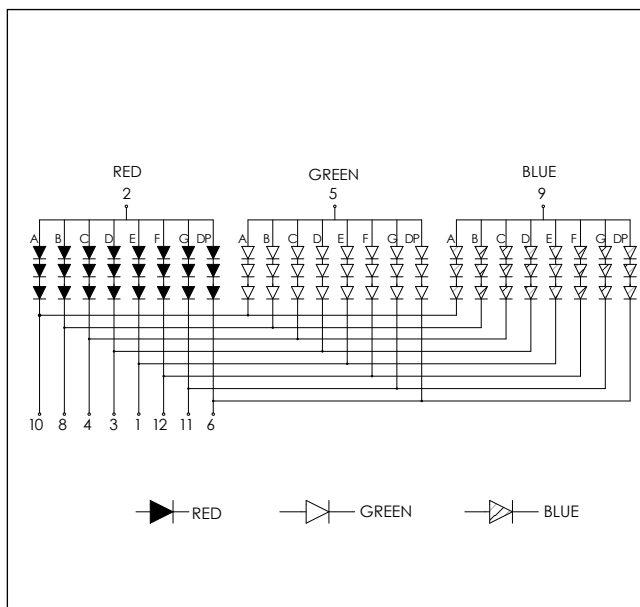 RED
2
GREEN
5
BLUE
9
A B C D E F G DP
A B C D E F G DP
A B C D E F G DP
10 8 4 3 1 12 11 6
RED
GREEN
BLUE